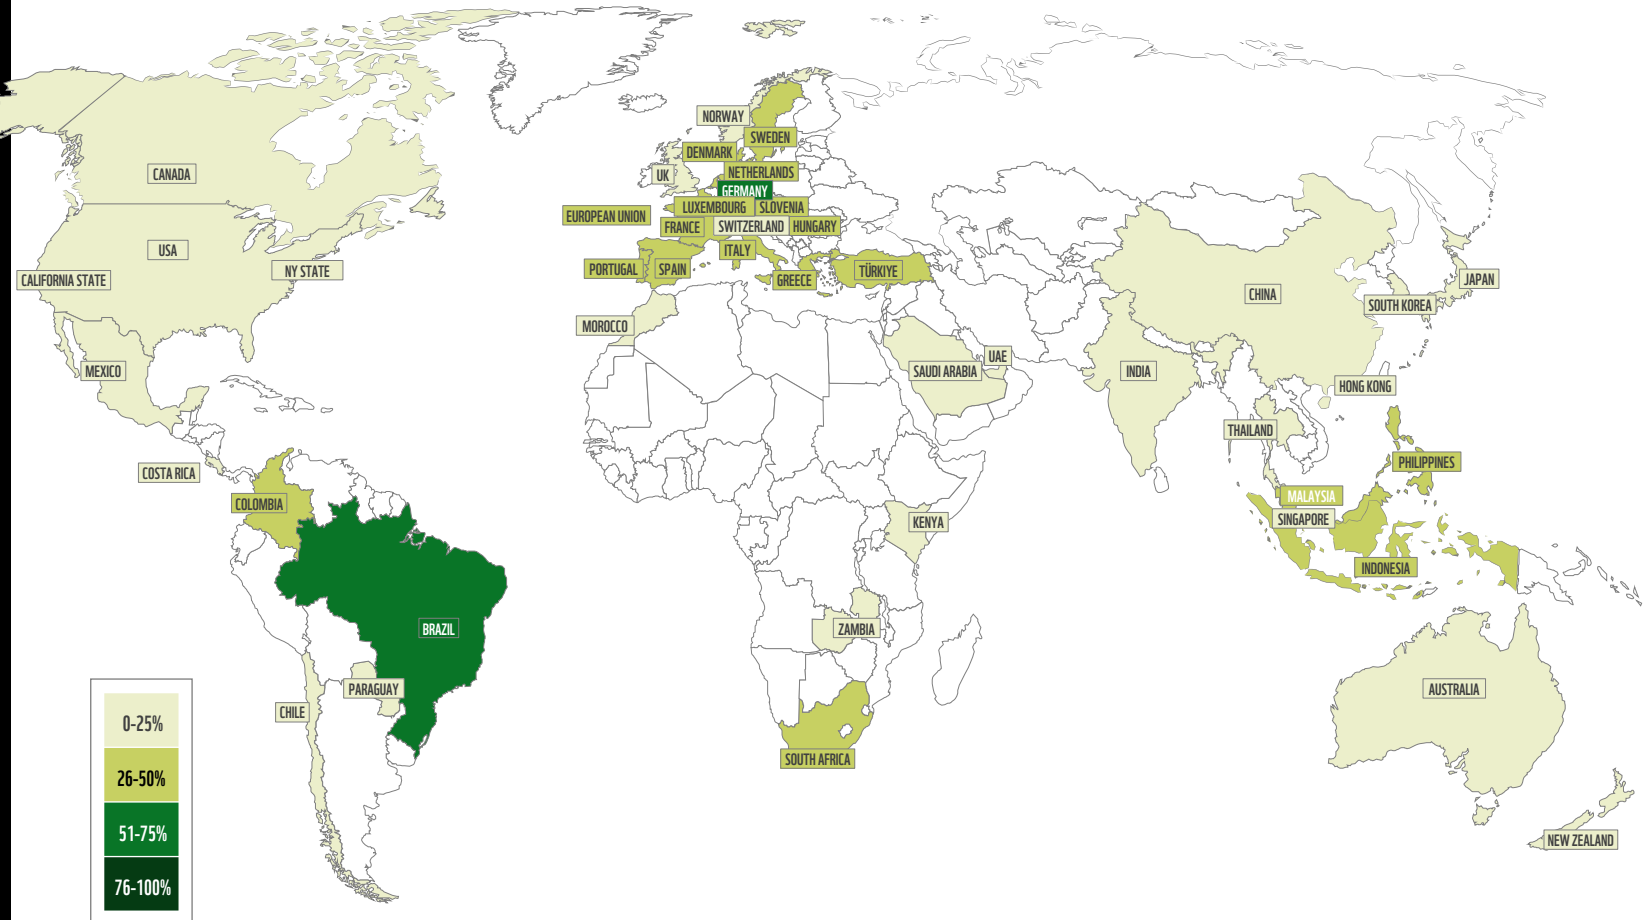 NORWAY
SWEDEN
DENMARK
CANADA
UK
NETHERLANDS
GERMANY
LUXEMBOURG
SLOVENIA
EUROPEAN UNION
FRANCE
SWITZERLAND
HUNGARY
USA
ITALY
NY STATE
PORTUGAL
SPAIN
TÜRKIYE
CALIFORNIA STATE
GREECE
JAPAN
CHINA
SOUTH KOREA
MOROCCO
UAE
MEXICO
SAUDI ARABIA
INDIA
HONG KONG
THAILAND
PHILIPPINES
COSTA RICA
MALAYSIA
COLOMBIA
SINGAPORE
KENYA
INDONESIA
BRAZIL
ZAMBIA
PARAGUAY
AUSTRALIA
CHILE
SOUTH AFRICA
NEW ZEALAND
0-25%
26-50%
51-75%
76-100%